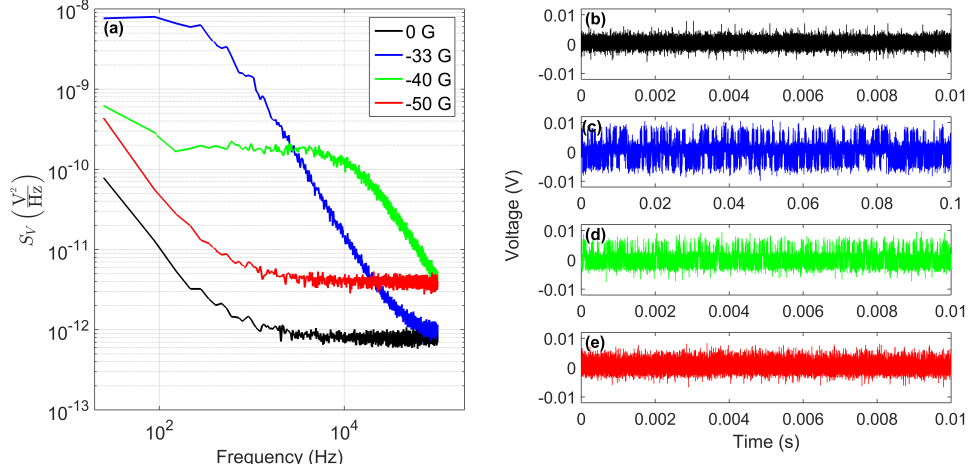 (a)
0 G
-33 G
-40 G
-50 G
10^-8
10^-9
10^-10
10^-11
10^-12
10^-13
S_V (V^2/Hz)
10^2
10^4
Frequency (Hz)
(b)
0.01
0
-0.01
0 0.002 0.004 0.006 0.008 0.01
(c)
0.01
0
-0.01
0 0.02 0.04 0.06 0.08 0.1
(d)
0.01
0
-0.01
0 0.002 0.004 0.006 0.008 0.01
(e)
0.01
0
-0.01
0 0.002 0.004 0.006 0.008 0.01
Voltage (V)
Time (s)